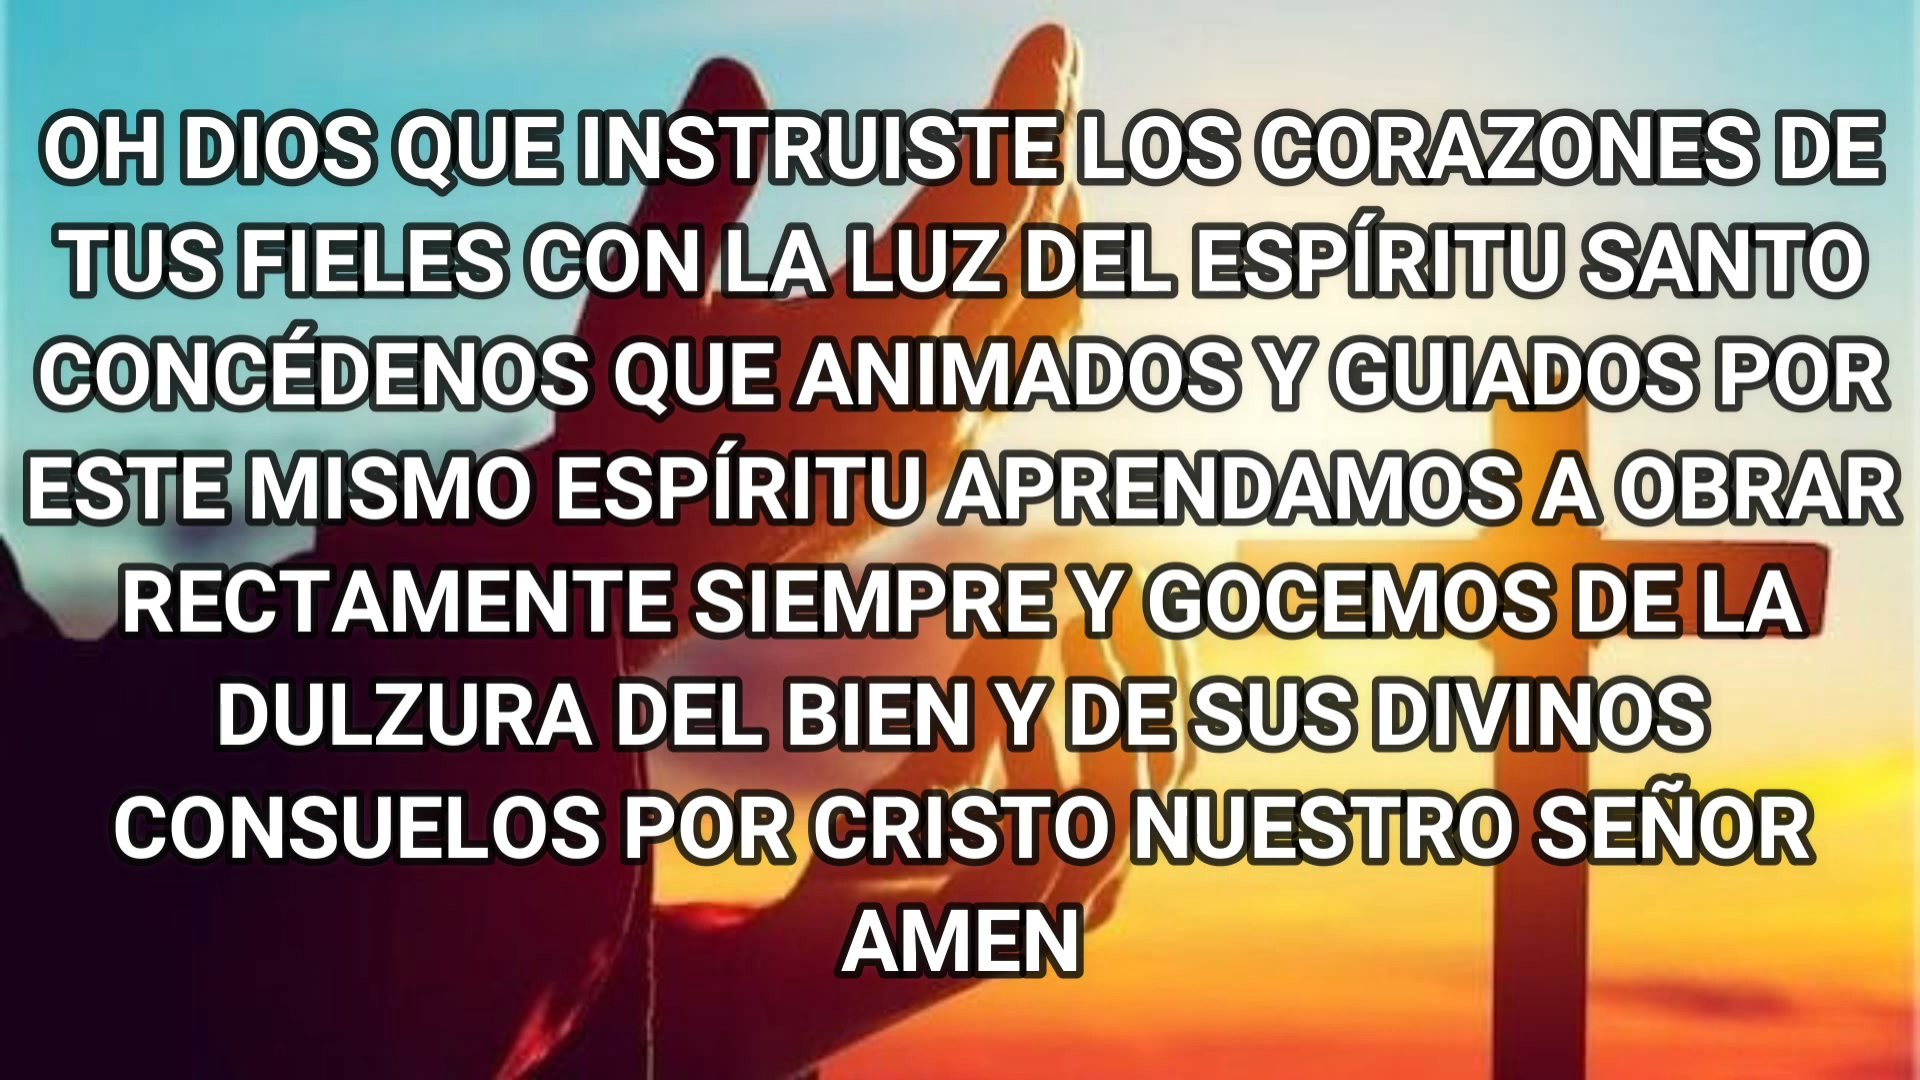 OH DIOS QUE INSTRUISTE LOS CORAZONES DE
TUS FIELES CON LA LUZ DEL ESPÍRITU SANTO
CONCÉDENOS QUE ANIMADOS Y GUIADOS POR
ESTE MISMO ESPÍRITU APRENDAMOS A OBRAR
RECTAMENTE SIEMPRE Y GOCEMOS DE LA
DULZURA DEL BIEN Y DE SUS DIVINOS
CONSUELOS POR CRISTO NUESTRO SEÑOR
AMEN